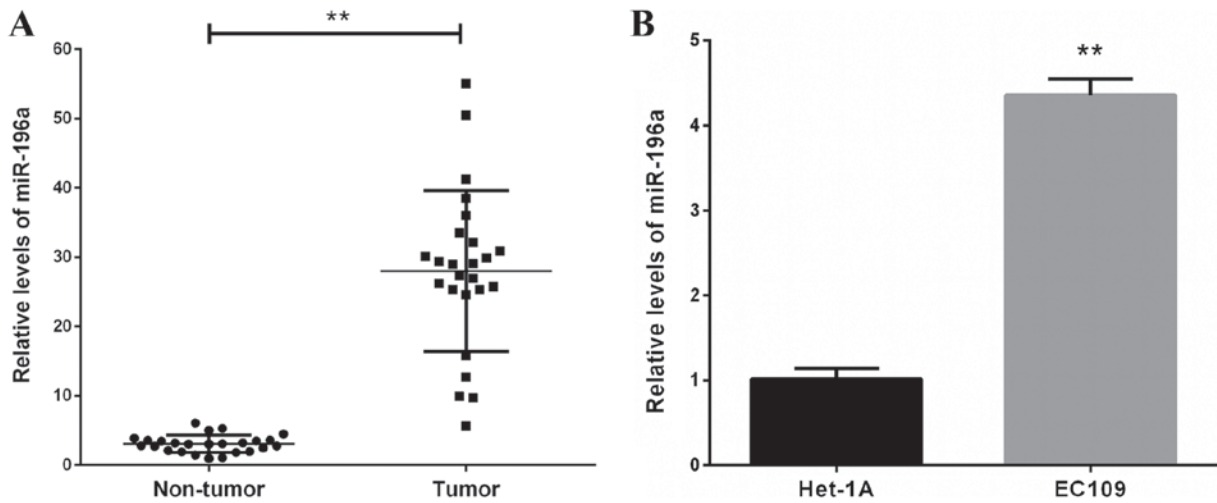 A
**
Relative levels of miR-196a
60
50
40
30
20
10
0
Non-tumor Tumor
B
**
Relative levels of miR-196a
5
4
3
2
1
0
Het-1A EC109